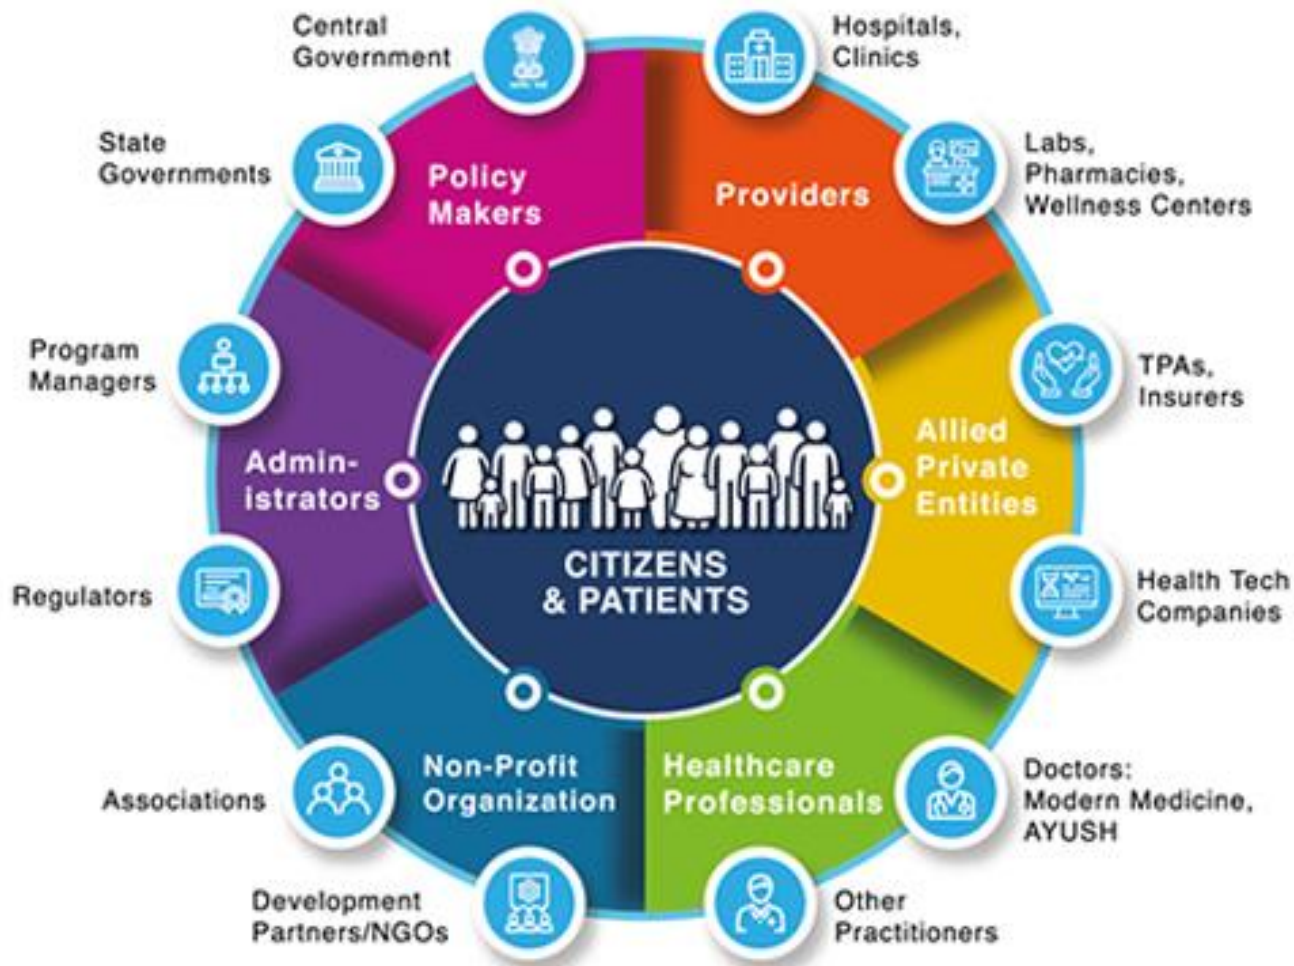 Central
Government
Hospitals,
Clinics
State
Governments
Labs,
Pharmacies,
Wellness Centers
Policy
Makers
Providers
Program
Managers
TPAs,
Insurers
Admin-
istrators
Allied
Private
Entities
CITIZENS
& PATIENTS
Regulators
Health Tech
Companies
Non-Profit
Organization
Healthcare
Professionals
Associations
Doctors:
Modern Medicine,
AYUSH
Development
Partners/NGOs
Other
Practitioners